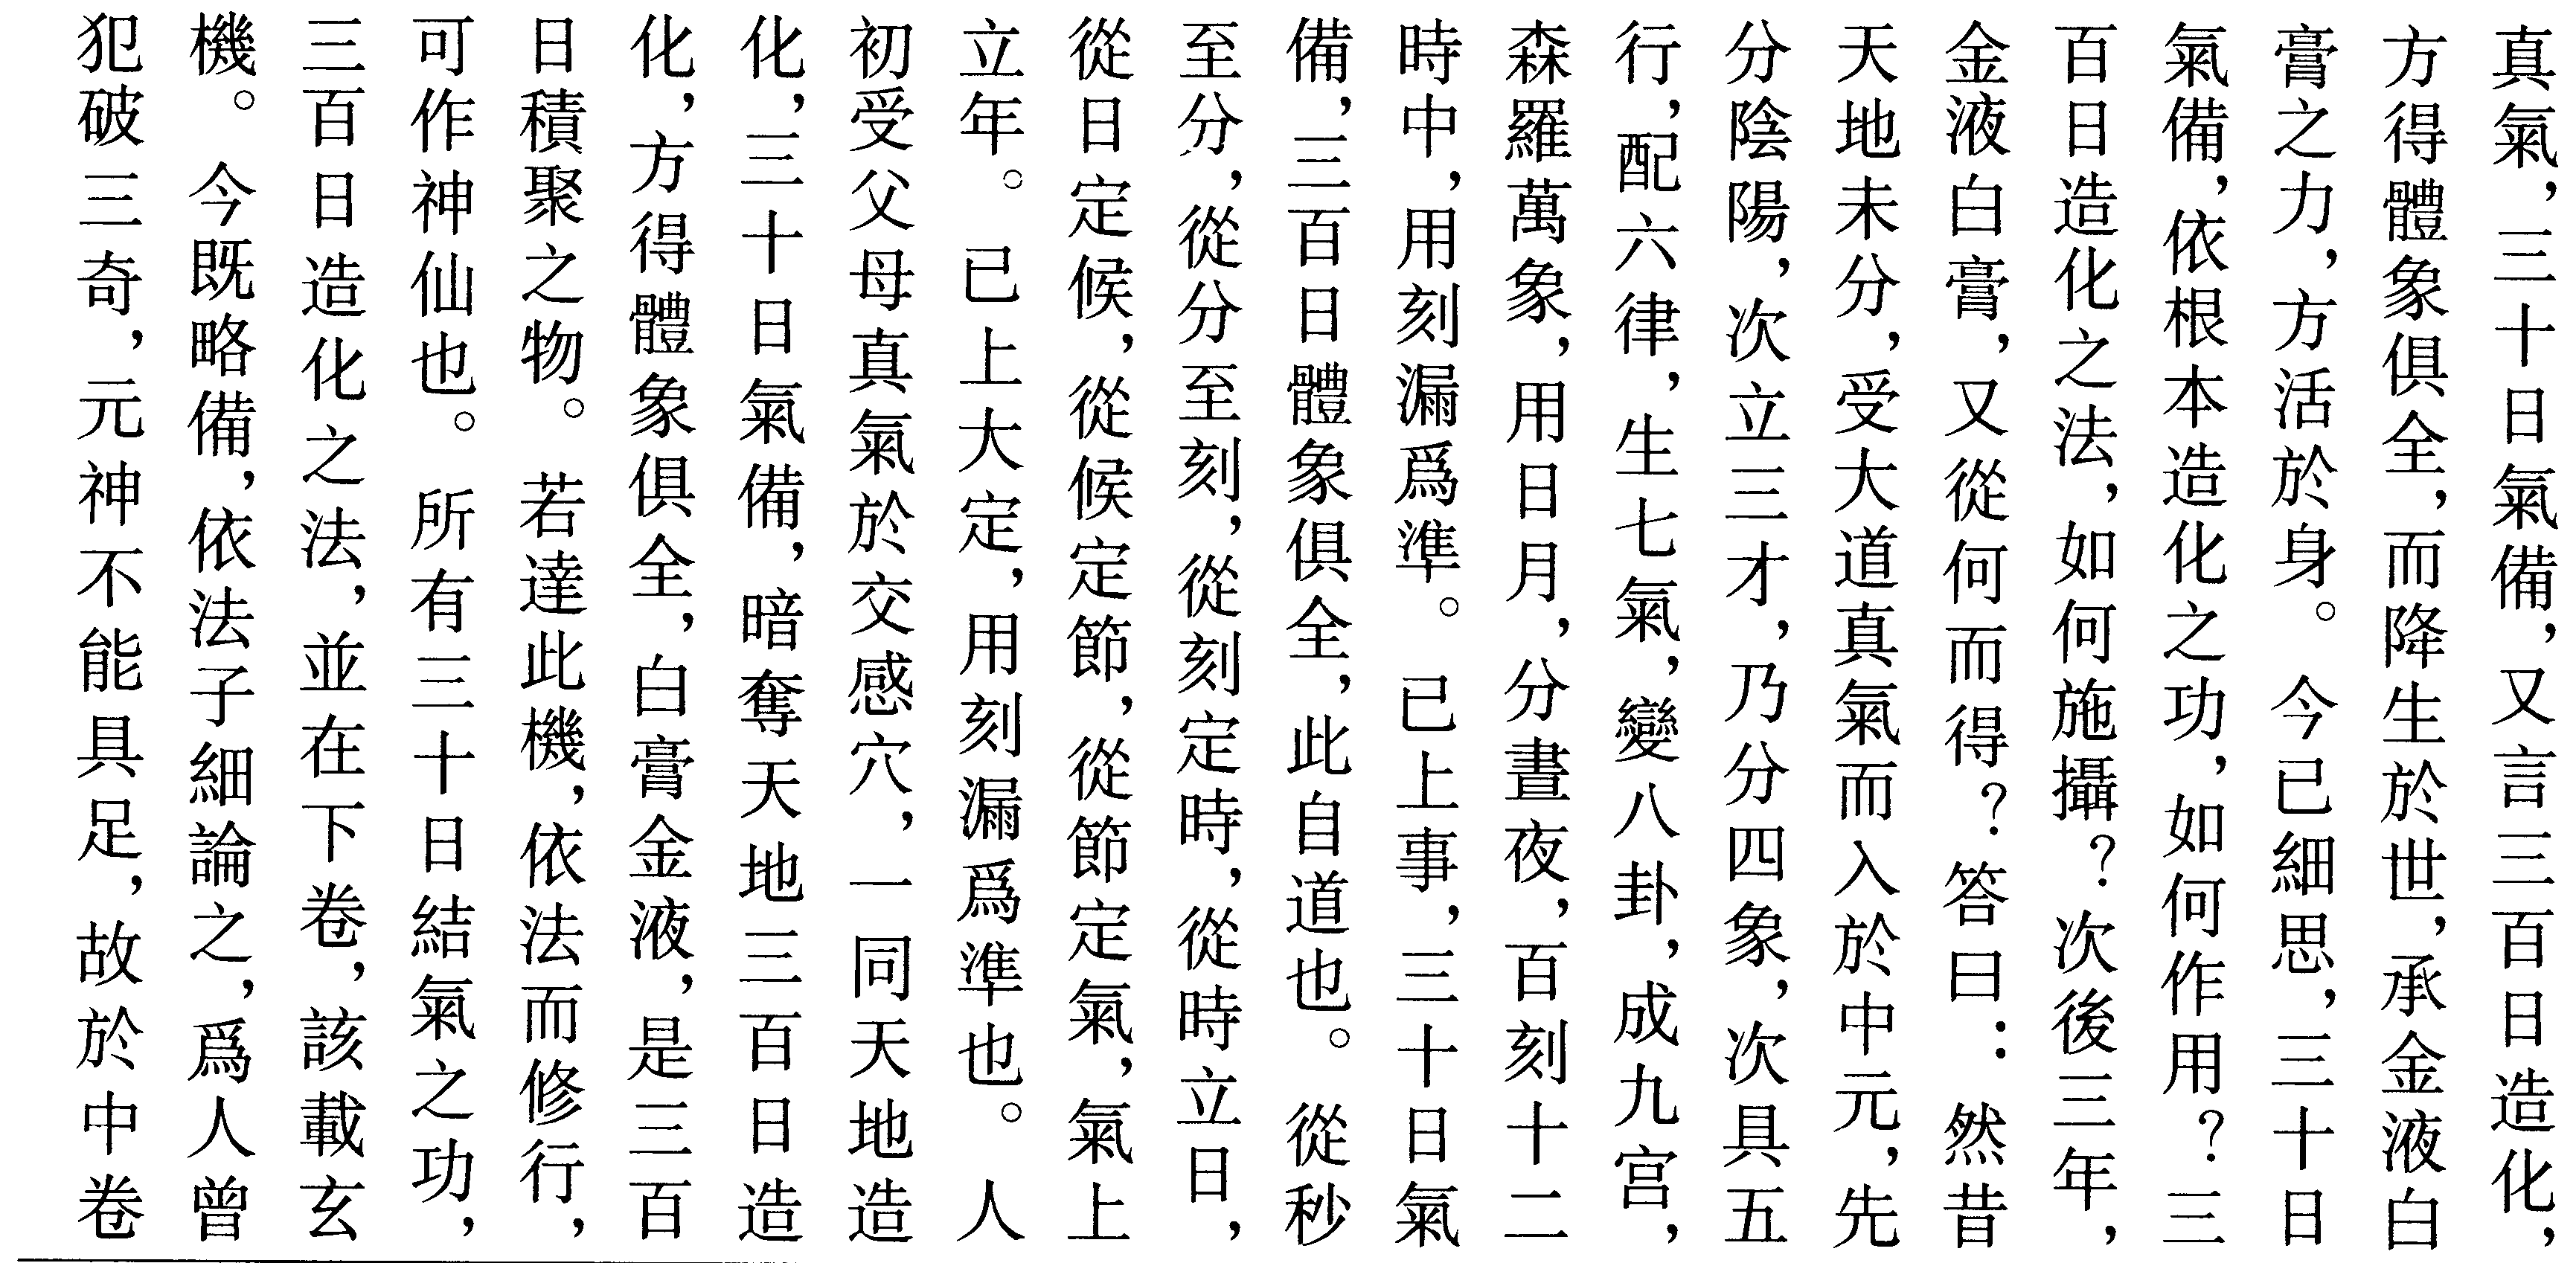 真氣，三十日氣備，又言三百日造化，
方得體象俱全，而降生於世，承金液白
膏之力，方活於身。今已細思，三十日
氣備，依根本造化之功，如何作用？三
百日造化之法，如何施攝？次後三年，
金液白膏，又從何而得？答曰：然昔
天地未分，受大道真氣而入於中元，先
分陰陽，次立三才，乃分四象，次具五
行，配六律，生七氣，變八卦，成九宮，
森羅萬象，用日月，分晝夜，百刻十二
時中，用刻漏爲準。已上事，三十日氣
備，三百日體象俱全，此自道也。從秒
至分，從分至刻，從刻定時，從時立日，
從日定候，從候定節，從節定氣，氣上
立年。已上大定，用刻漏爲準也。人
初受父母真氣於交感穴，一同天地造
化，三十日氣備，暗奪天地三百日造
化，方得體象俱全，白膏金液，是三百
日積聚之物。若達此機，依法而修行，
可作神仙也。所有三十日結氣之功，
三百日造化之法，並在下卷，該載玄
機。今既略備，依法子細論之，爲人曾
犯破三奇，元神不能具足，故於中卷